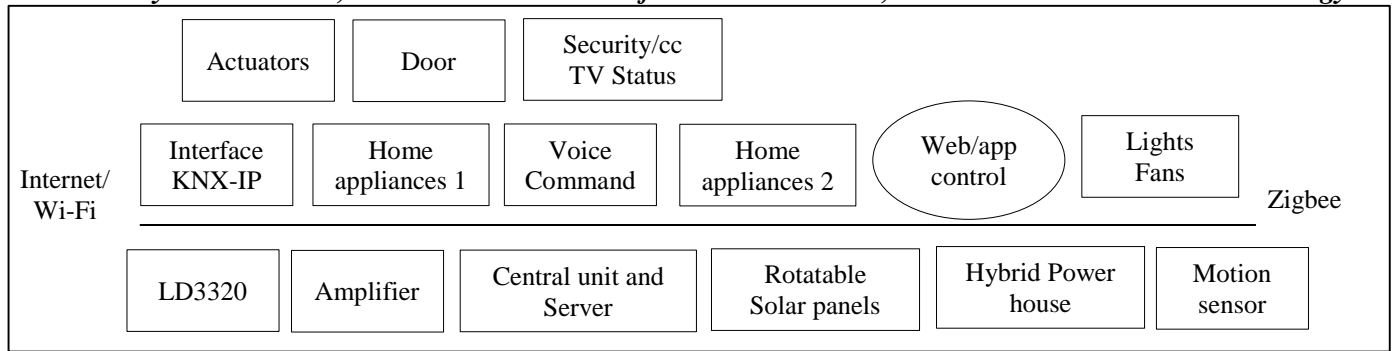 Actuators
Door
Security/cc
TV Status
Interface
KNX-IP
Home
appliances 1
Voice
Command
Home
appliances 2
Web/app
control
Lights
Fans
Internet/
Wi-Fi
Zigbee
LD3320
Amplifier
Central unit and
Server
Rotatable
Solar panels
Hybrid Power
house
Motion
sensor